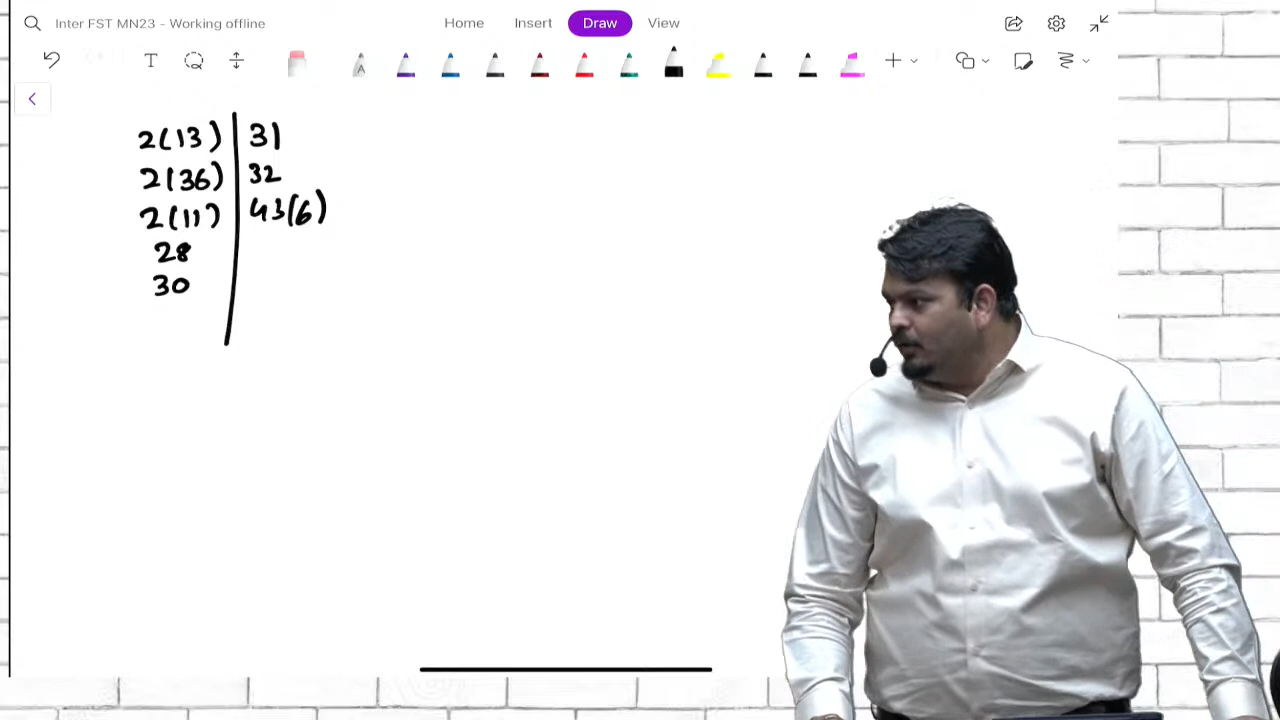 Inter FST MN23 - Working offline
Home Insert Draw View
2(13) 31
2(36) 32
2(11) 43(6)
28
30